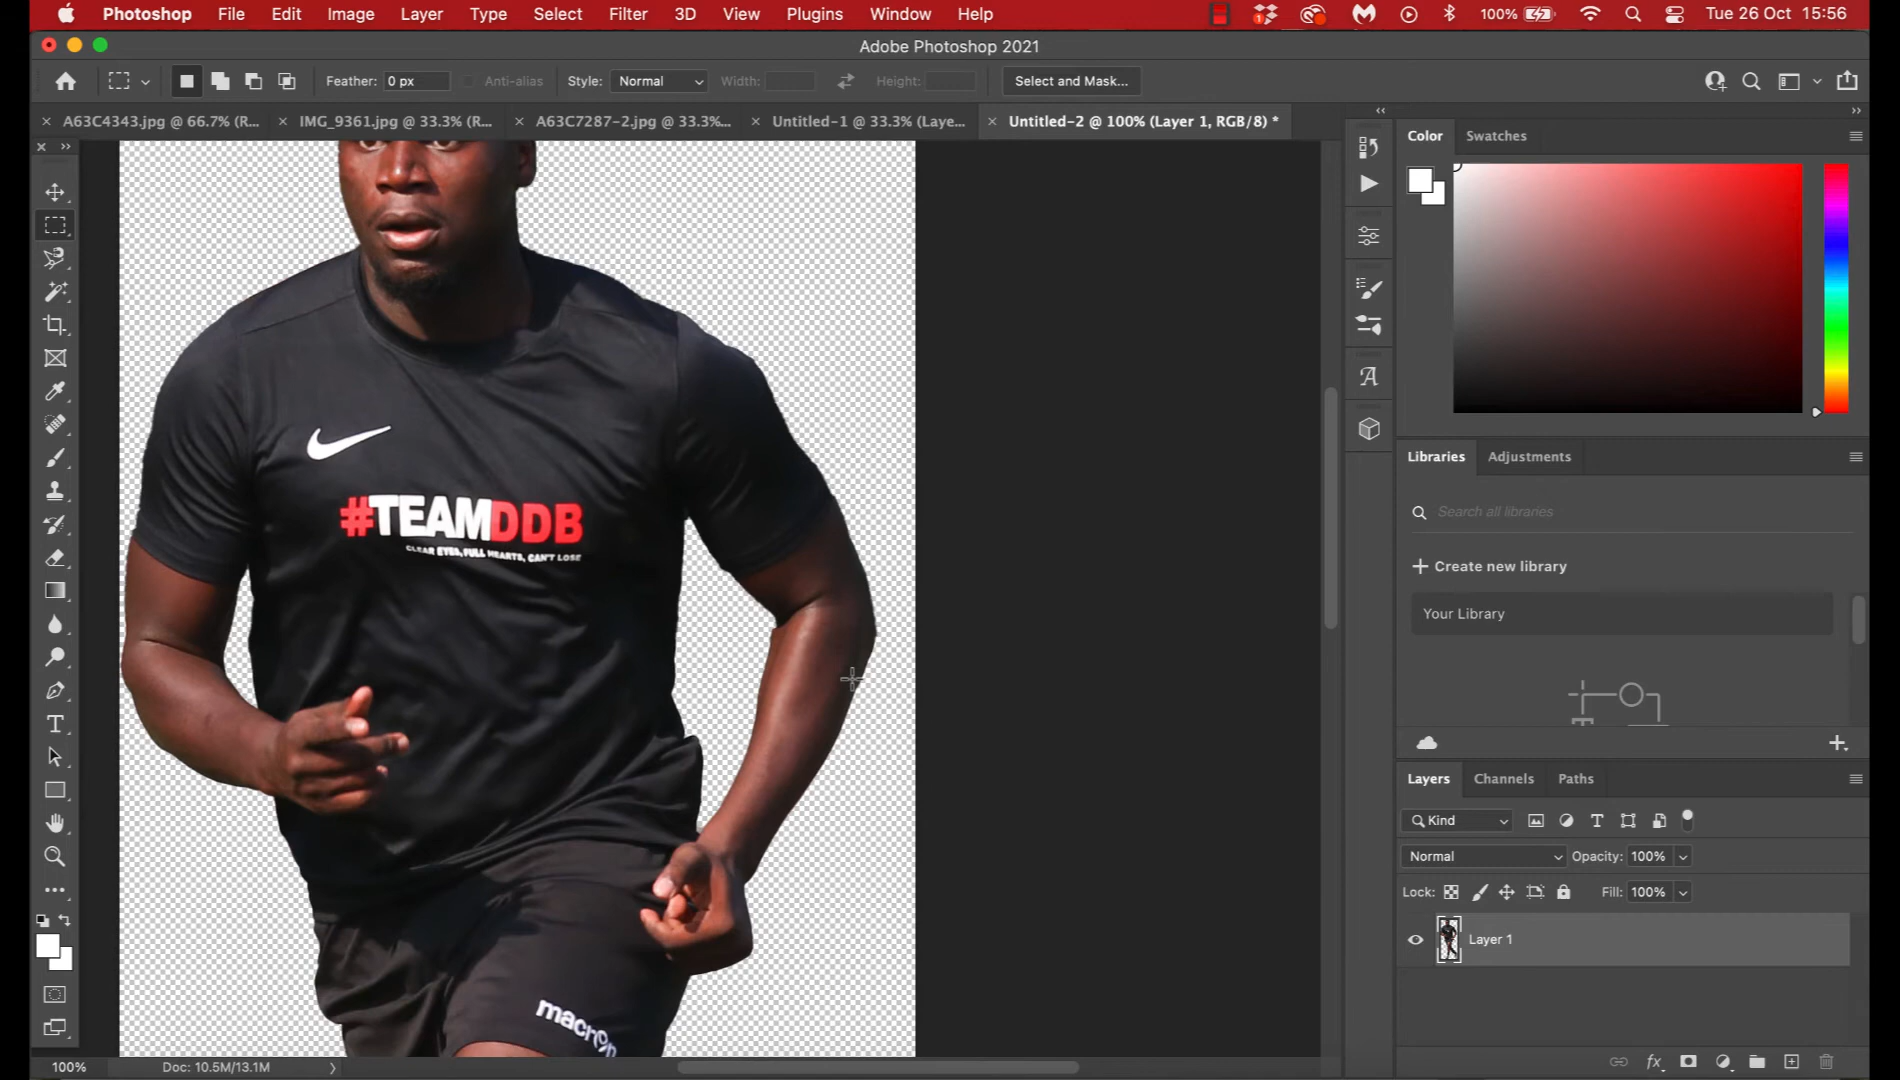 Photoshop File Edit Image Layer Type Select Filter 3D View Plugins Window Help 100% Tue 26 Oct 15:56
Adobe Photoshop 2021
Feather: 0 px Anti-alias Style: Normal Width: Height: Select and Mask...
A63C4343.jpg @ 66.7% (R... IMG_9361.jpg @ 33.3% (R... A63C7287-2.jpg @ 33.3%... Untitled-1 @ 33.3% (Laye... Untitled-2 @ 100% (Layer 1, RGB/8) *
Color Swatches
#TEAMDDB
CLEAR EYES, FULL HEARTS, CAN'T LOSE
macron
Libraries Adjustments
Search all libraries
Create new library
Your Library
Layers Channels Paths
Kind
Normal Opacity: 100%
Lock: Fill: 100%
Layer 1
100% Doc: 10.5M/13.1M